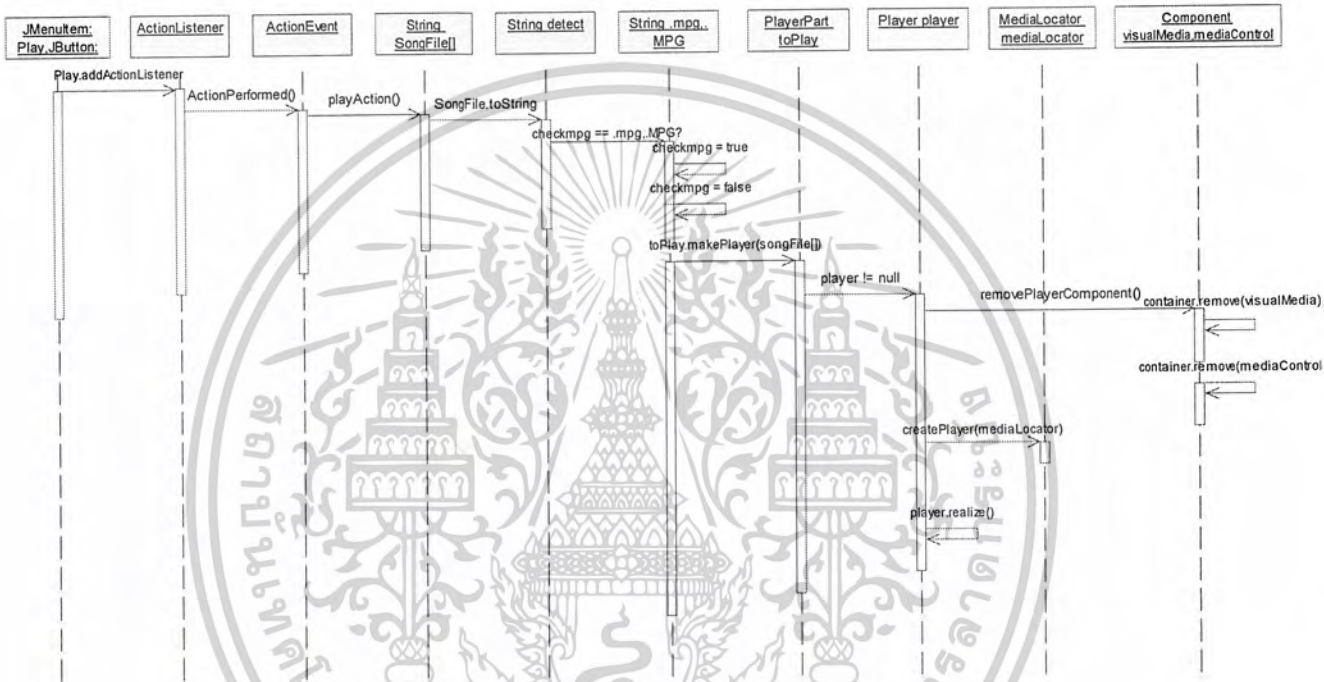 JMenuItem:
Play,JButton:
ActionListener
ActionEvent
String
SongFile[]
String detect
String .mpg,.
MPG
PlayerPart
toPlay
Player player
MediaLocator
mediaLocator
Component
visualMedia,mediaControl
Play.addActionListener
ActionPerformed()
playAction()
SongFile.toString
checkmpg == .mpg,.MPG?
checkmpg = true
checkmpg = false
toPlay.makePlayer(songFile[])
player != null
removePlayerComponent()
container.remove(visualMedia)
container.remove(mediaControl
createPlayer(mediaLocator)
player.realize()